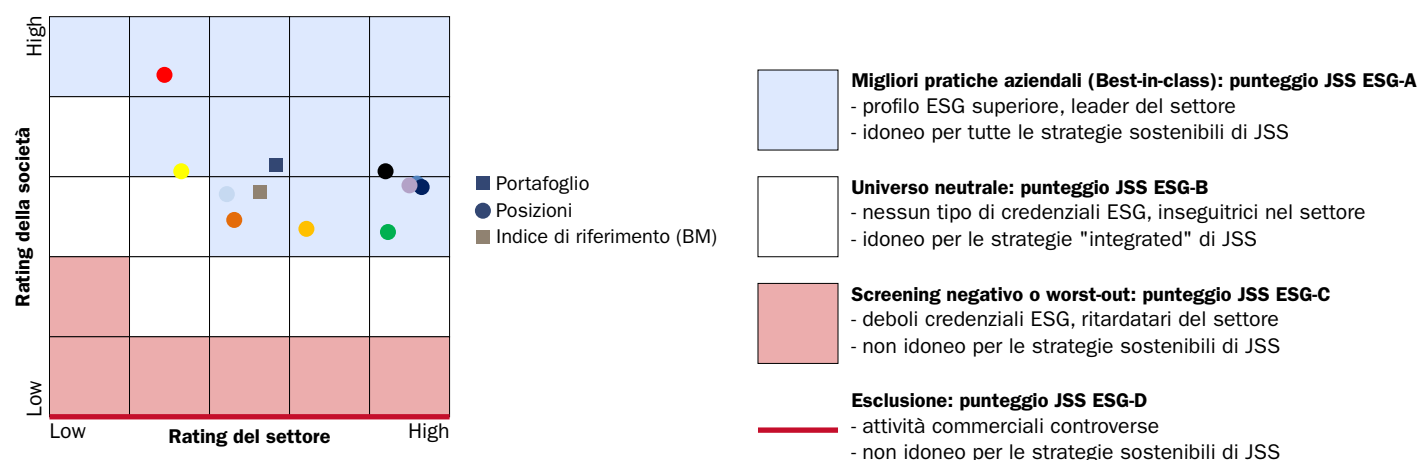 High
Rating della società
Low
Low
Rating del settore
High
Portafoglio
Posizioni
Indice di riferimento (BM)
Migliori pratiche aziendali (Best-in-class): punteggio JSS ESG-A
- profilo ESG superiore, leader del settore
- idoneo per tutte le strategie sostenibili di JSS
Universo neutrale: punteggio JSS ESG-B
- nessun tipo di credenziali ESG, inseguitrici nel settore
- idoneo per le strategie "integrated" di JSS
Screening negativo o worst-out: punteggio JSS ESG-C
- deboli credenziali ESG, ritardatari del settore
- non idoneo per le strategie sostenibili di JSS
Esclusione: punteggio JSS ESG-D
- attività commerciali controverse
- non idoneo per le strategie sostenibili di JSS